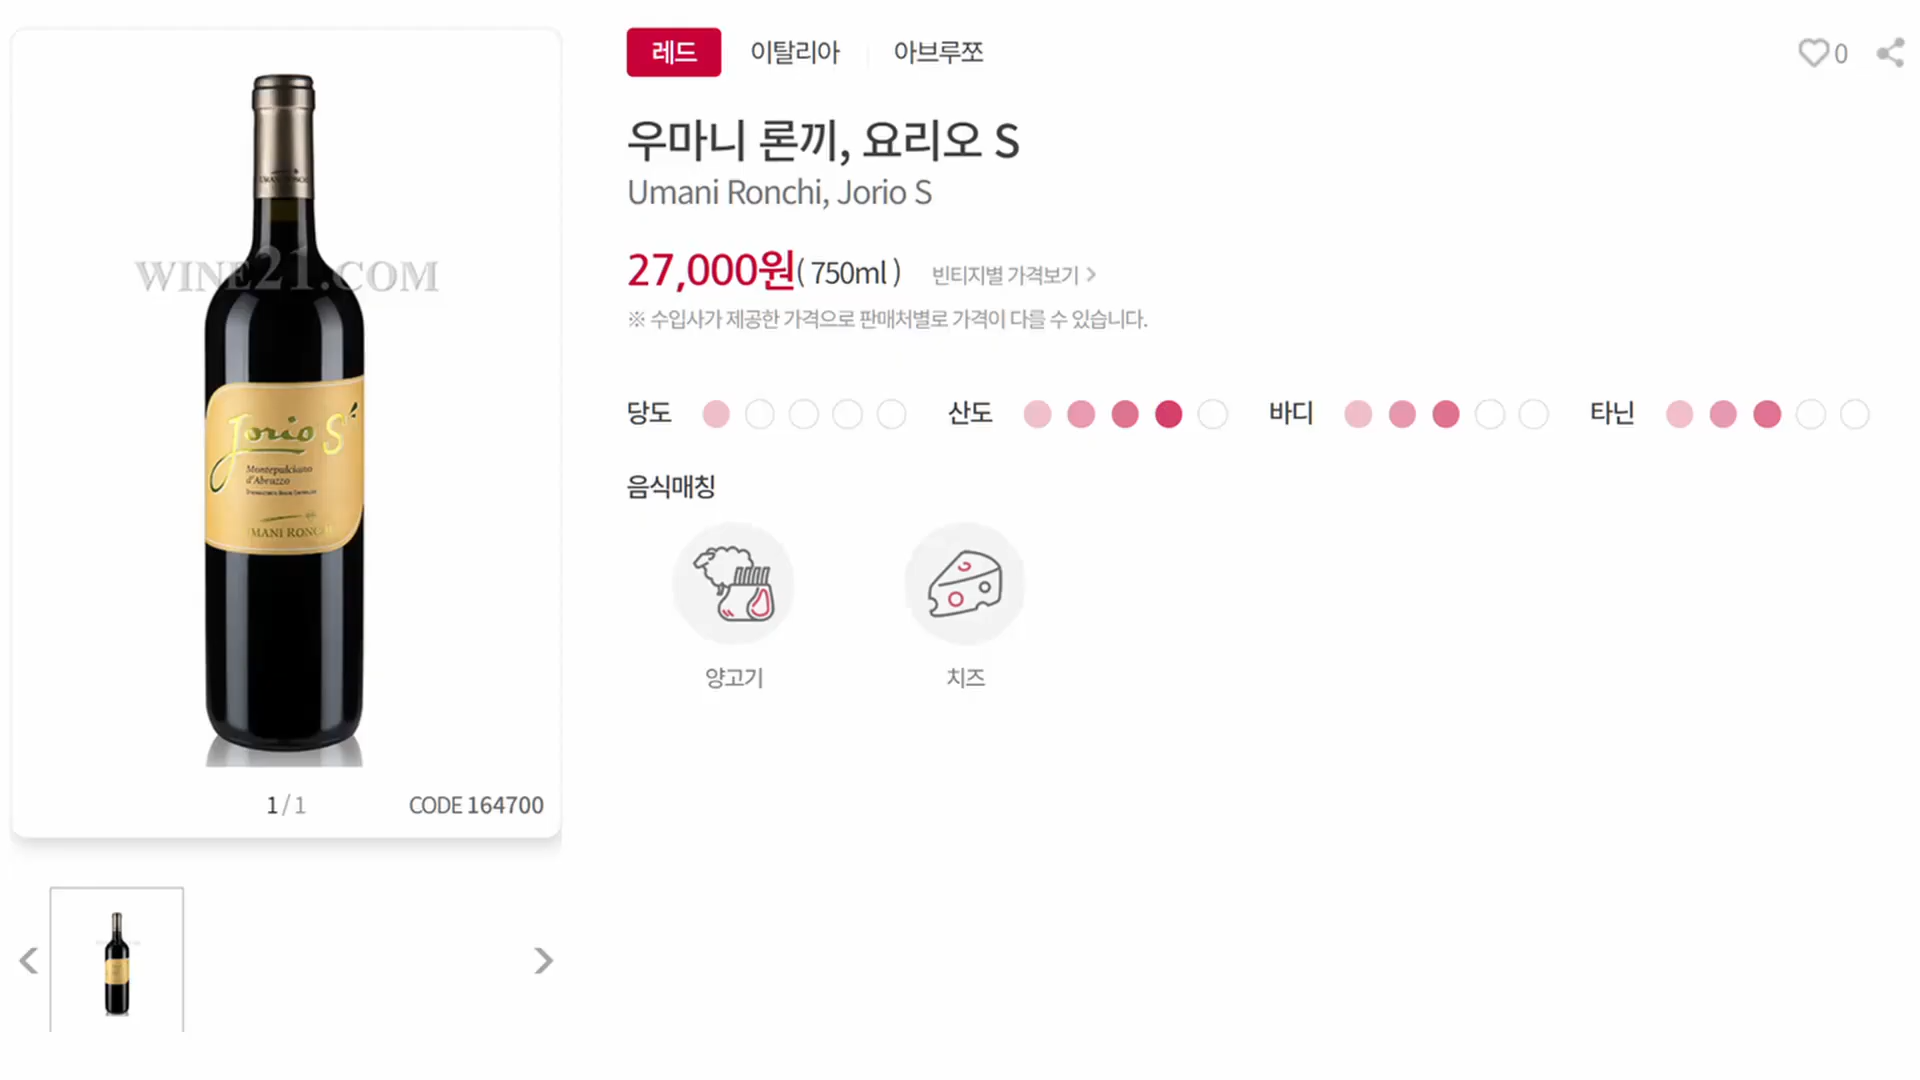 레드 이탈리아 아브루쪼
0
우마니 론끼, 요리오 S
Umani Ronchi, Jorio S
27,000원( 750ml ) 빈티지별 가격보기 >
※ 수입사가 제공한 가격으로 판매처별로 가격이 다를 수 있습니다.
당도 산도 바디 타닌
음식매칭
양고기 치즈
WINE21.COM
Jorio S
Montepulciano
d'Abruzzo
UMANI RONCHI
1 / 1 CODE 164700